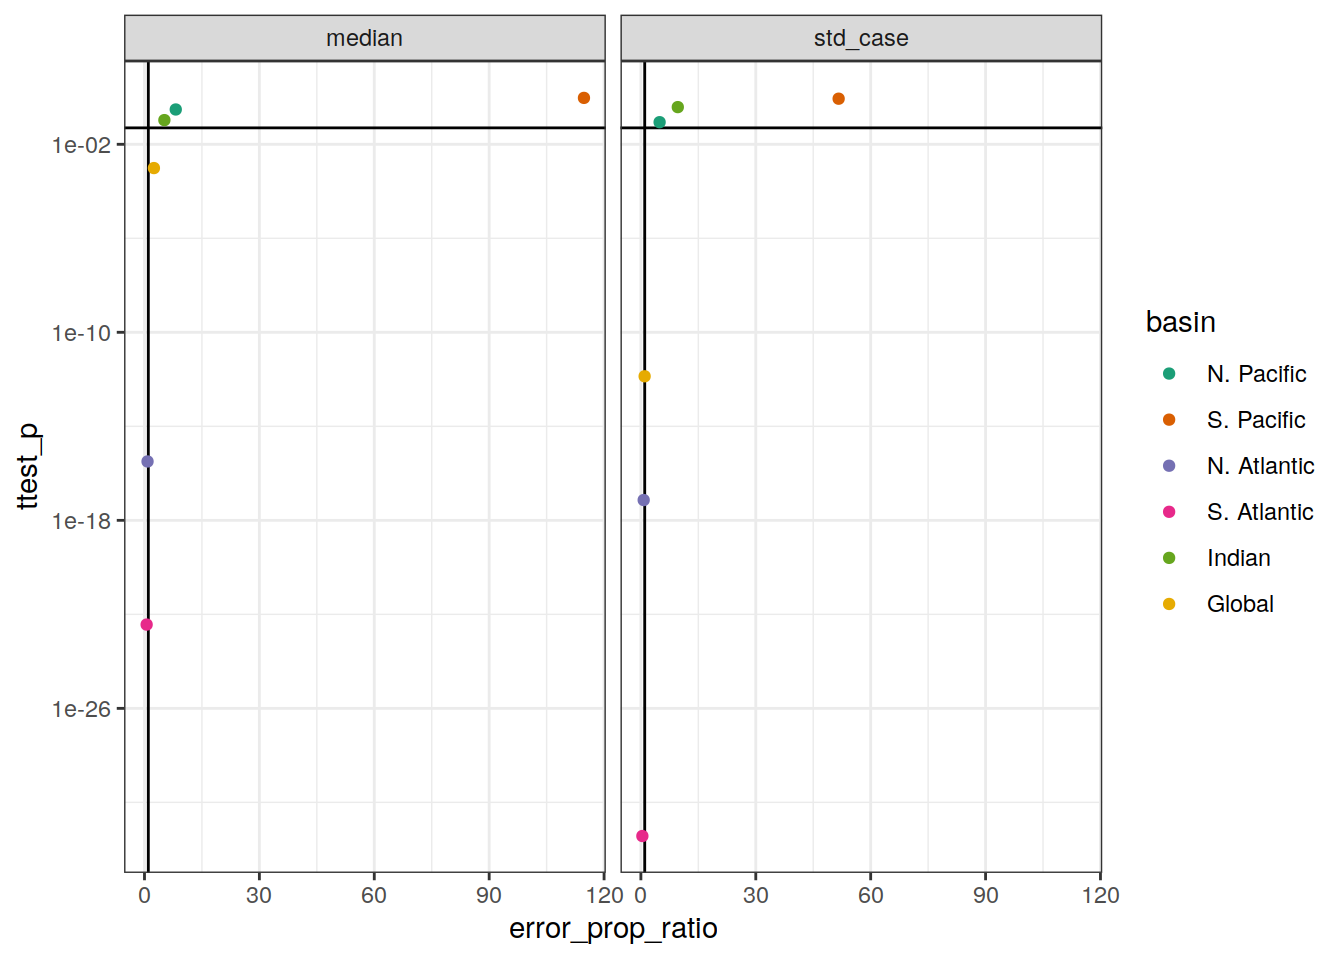 median
std_case
1e-02
1e-10
1e-18
1e-26
ttest_p
0 30 60 90 120
0 30 60 90 120
error_prop_ratio
basin
N. Pacific
S. Pacific
N. Atlantic
S. Atlantic
Indian
Global